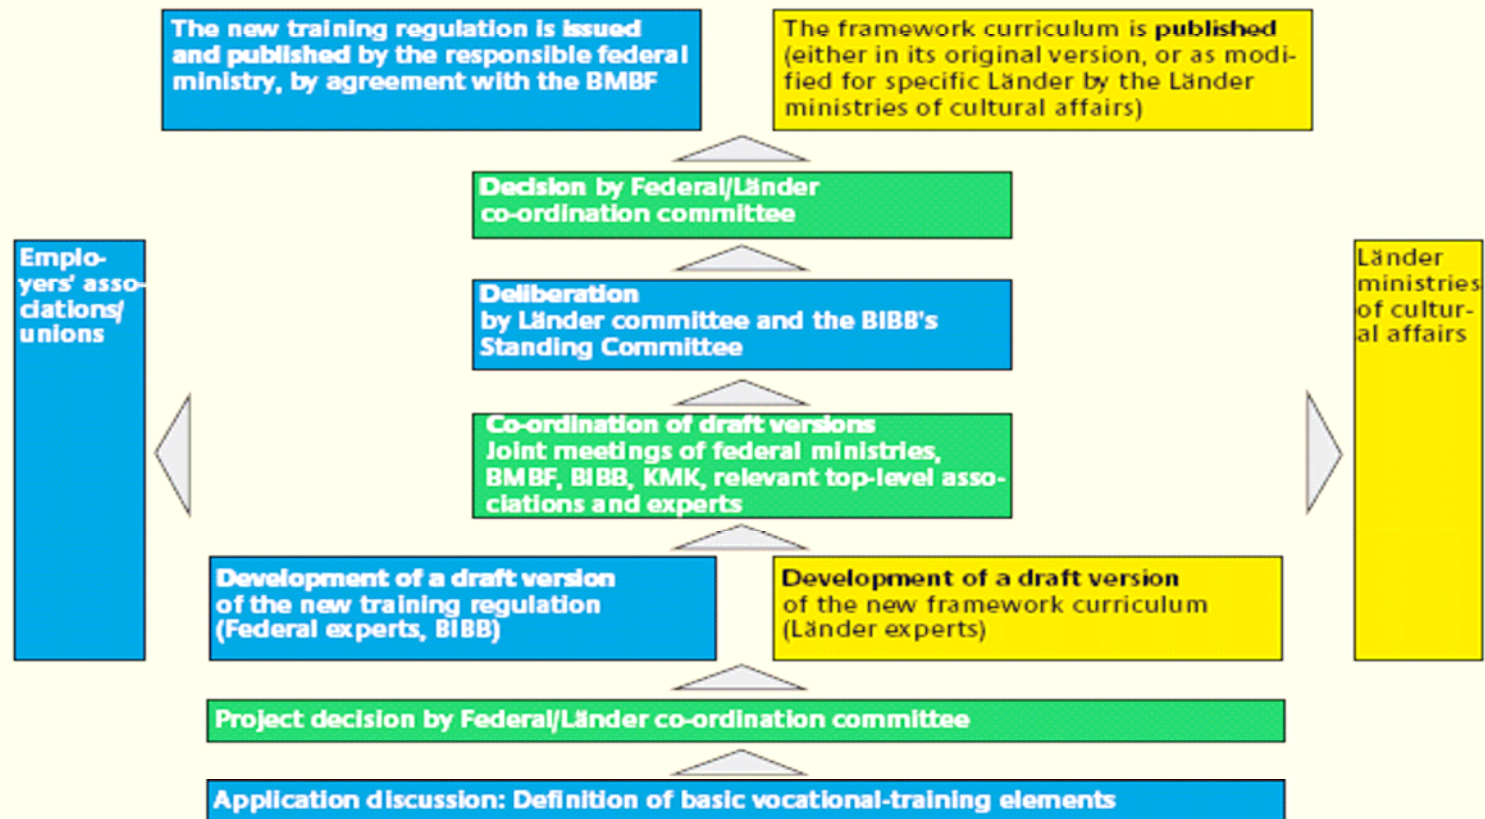 The new training regulation is issued
and published by the responsible federal
ministry, by agreement with the BMBF
The framework curriculum is published
(either in its original version, or as modi-
fied for specific Länder by the Länder
ministries of cultural affairs)
Decision by Federal/Länder
co-ordination committee
Emplo-
yers' asso-
ciations/
unions
Deliberation
by Länder committee and the BIBB's
Standing Committee
Länder
ministries
of cultur-
al affairs
Co-ordination of draft versions
Joint meetings of federal ministries,
BMBF, BIBB, KMK, relevant top-level asso-
ciations and experts
Development of a draft version
of the new training regulation
(Federal experts, BIBB)
Development of a draft version
of the new framework curriculum
(Länder experts)
Project decision by Federal/Länder co-ordination committee
Application discussion: Definition of basic vocational-training elements